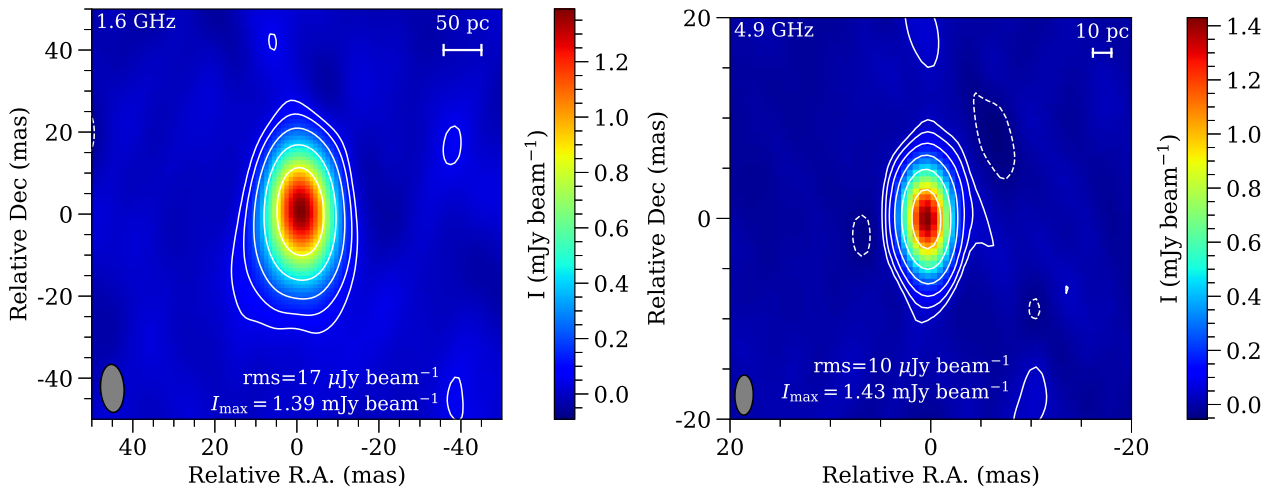 1.6 GHz
50 pc
40
20
0
-20
-40
Relative Dec (mas)
rms=17 μJy beam⁻¹
I_max = 1.39 mJy beam⁻¹
40
20
0
-20
-40
Relative R.A. (mas)
1.2
1.0
0.8
0.6
0.4
0.2
0.0
I (mJy beam⁻¹)
4.9 GHz
10 pc
20
0
-20
Relative Dec (mas)
rms=10 μJy beam⁻¹
I_max = 1.43 mJy beam⁻¹
20
0
-20
Relative R.A. (mas)
1.4
1.2
1.0
0.8
0.6
0.4
0.2
0.0
I (mJy beam⁻¹)